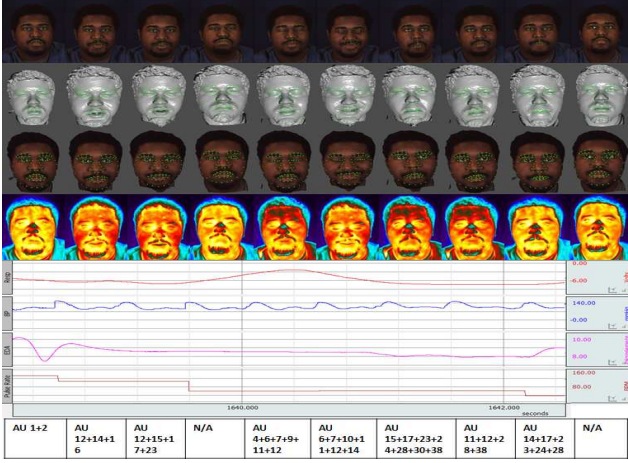 Resp
0.00
-6.00
BP
140.00
-0.00
EDA
10.00
8.00
Pulse Rate
160.00
80.00
BPM
1640.000
1642.000
seconds
AU 1+2
AU
12+14+1
6
AU
12+15+1
7+23
N/A
AU
4+6+7+9+
11+12
AU
6+7+10+1
1+12+14
AU
15+17+23+2
4+28+30+38
AU
11+12+2
8+38
AU
14+17+2
3+24+28
N/A